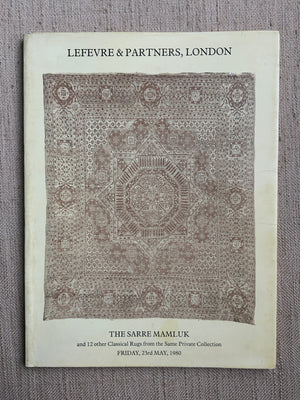 LEFEVRE & PARTNERS, LONDON
THE SARRE MAMLUK
and 12 other Classical Rugs from the Same Private Collection
FRIDAY, 23rd MAY, 1980